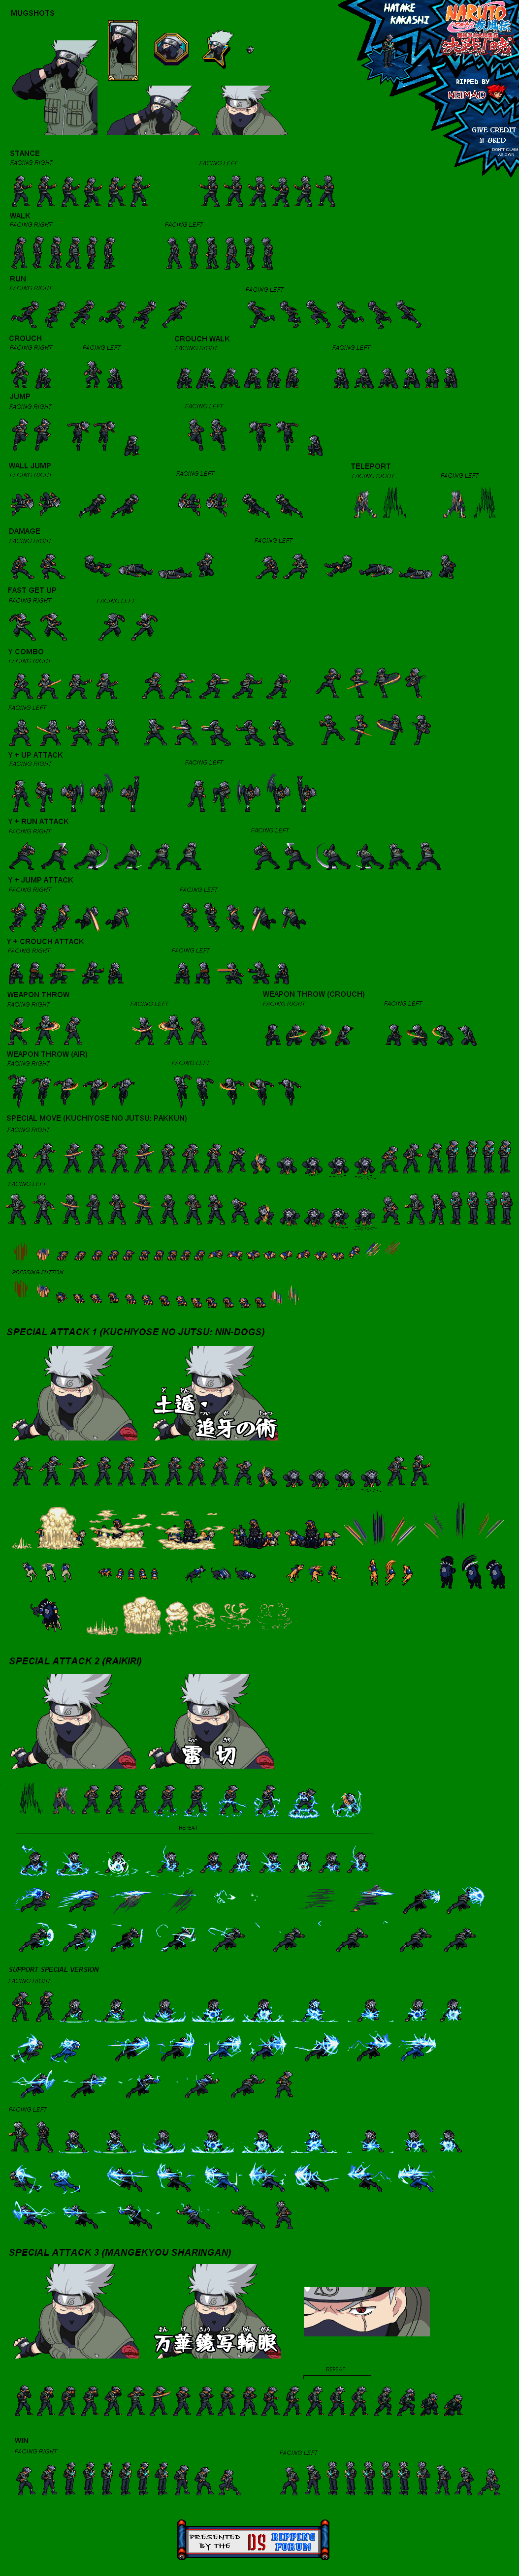 MUGSHOTS
HATAKE
KAKASHI
NARUTO
RIPPED BY
NEIMAD
GIVE CREDIT
IF USED
DON'T CLAIM
AS OWN
STANCE
FACING RIGHT
FACING LEFT
WALK
FACING RIGHT
FACING LEFT
RUN
FACING RIGHT
FACING LEFT
CROUCH
FACING RIGHT
FACING LEFT
CROUCH WALK
FACING RIGHT
FACING LEFT
JUMP
FACING RIGHT
FACING LEFT
WALL JUMP
FACING RIGHT
FACING LEFT
TELEPORT
FACING RIGHT
FACING LEFT
DAMAGE
FACING RIGHT
FACING LEFT
FAST GET UP
FACING RIGHT
FACING LEFT
Y COMBO
FACING RIGHT
FACING LEFT
Y + UP ATTACK
FACING RIGHT
FACING LEFT
Y + RUN ATTACK
FACING RIGHT
FACING LEFT
Y + JUMP ATTACK
FACING RIGHT
FACING LEFT
Y + CROUCH ATTACK
FACING RIGHT
FACING LEFT
WEAPON THROW
FACING RIGHT
FACING LEFT
WEAPON THROW (CROUCH)
FACING RIGHT
FACING LEFT
WEAPON THROW (AIR)
FACING RIGHT
FACING LEFT
SPECIAL MOVE (KUCHIYOSE NO JUTSU: PAKKUN)
FACING RIGHT
FACING LEFT
PRESSING BUTTON
SPECIAL ATTACK 1 (KUCHIYOSE NO JUTSU: NIN-DOGS)
土遁・
追牙の術
SPECIAL ATTACK 2 (RAIKIRI)
雷切
REPEAT
SUPPORT SPECIAL VERSION
FACING RIGHT
FACING LEFT
SPECIAL ATTACK 3 (MANGEKYOU SHARINGAN)
万華鏡写輪眼
REPEAT
WIN
FACING RIGHT
FACING LEFT
PRESENTED
BY THE
DS
RIPPING
FORUM